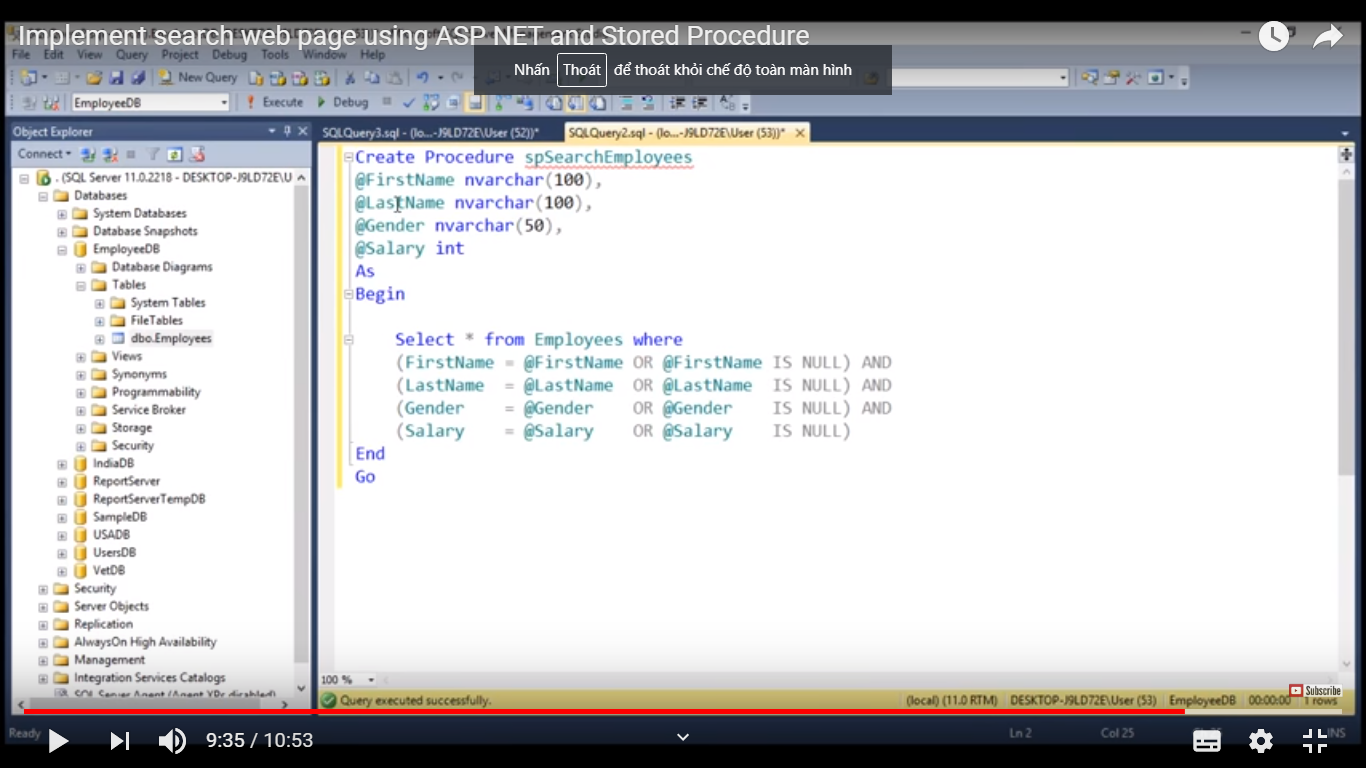 Implement search web page using ASP NET and Stored Procedure
File Edit View Query Project Debug Tools Window Help
Nhấn Thoát để thoát khỏi chế độ toàn màn hình
New Query
EmployeeDB
Execute
Debug
Object Explorer
Connect
. (SQL Server 11.0.2218 - DESKTOP-J9LD72E\U
Databases
System Databases
Database Snapshots
EmployeeDB
Database Diagrams
Tables
System Tables
FileTables
dbo.Employees
Views
Synonyms
Programmability
Service Broker
Storage
Security
IndiaDB
ReportServer
ReportServerTempDB
SampleDB
USADB
UsersDB
VetDB
Security
Server Objects
Replication
AlwaysOn High Availability
Management
Integration Services Catalogs
SQL Server Agent (Agent XPs disabled)
SQLQuery3.sql - (lo...-J9LD72E\User (52))*
SQLQuery2.sql - (lo...-J9LD72E\User (53))*
Create Procedure spSearchEmployees
@FirstName nvarchar(100),
@LastName nvarchar(100),
@Gender nvarchar(50),
@Salary int
As
Begin
Select * from Employees where
(FirstName = @FirstName OR @FirstName IS NULL) AND
(LastName = @LastName OR @LastName IS NULL) AND
(Gender = @Gender OR @Gender IS NULL) AND
(Salary = @Salary OR @Salary IS NULL)
End
Go
100 %
Query executed successfully.
(local) (11.0 RTM) DESKTOP-J9LD72E\User (53) EmployeeDB 00:00:00 1 rows
Subscribe
Ready
Ln 2
Col 25
INS
9:35 / 10:53